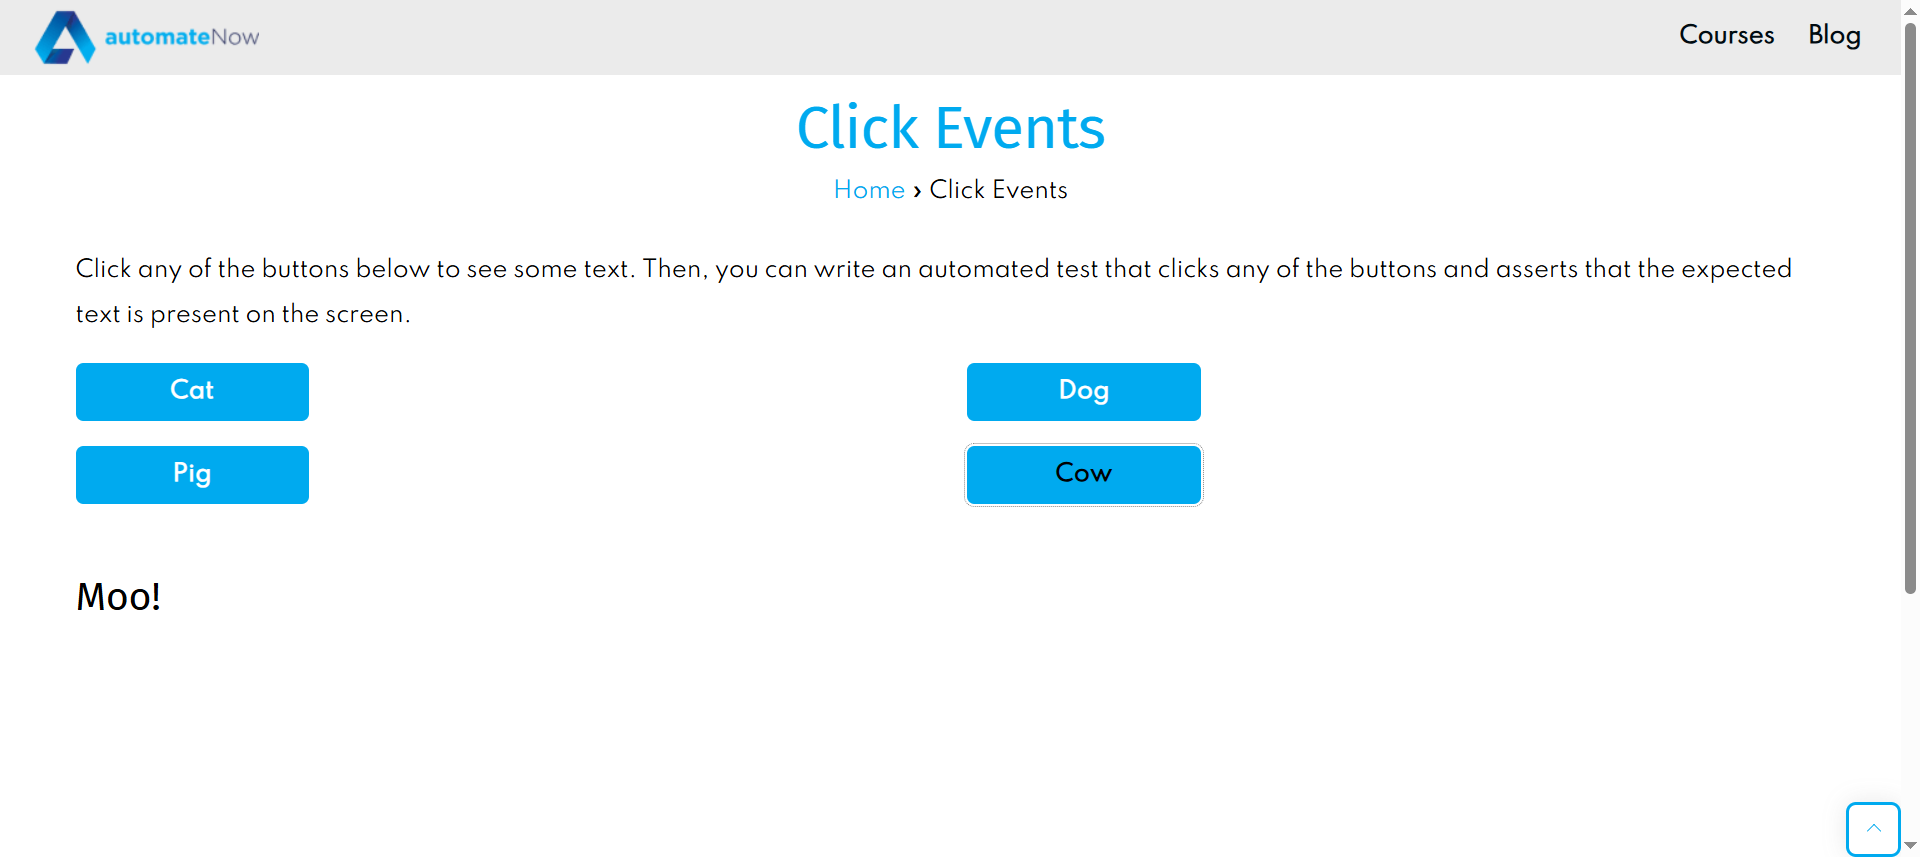 automateNow
Courses Blog
Click Events
Home › Click Events
Click any of the buttons below to see some text. Then, you can write an automated test that clicks any of the buttons and asserts that the expected
text is present on the screen.
Cat Dog
Pig Cow
Moo!